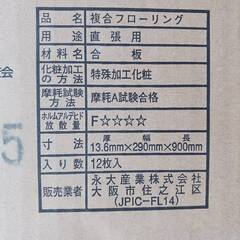 品名 複合フローリング
用途 直張用
材料名 合板
化粧加工の方法 特殊加工化粧
摩耗試験方法 摩耗A試験合格
ホルムアルデヒド放散量 F☆☆☆☆
厚 幅 長
寸法 13.6mm×290mm×900mm
入り数 12枚入
販売業者 永大産業株式会社
大阪市住之江区
(JPIC-FL14)
会
5